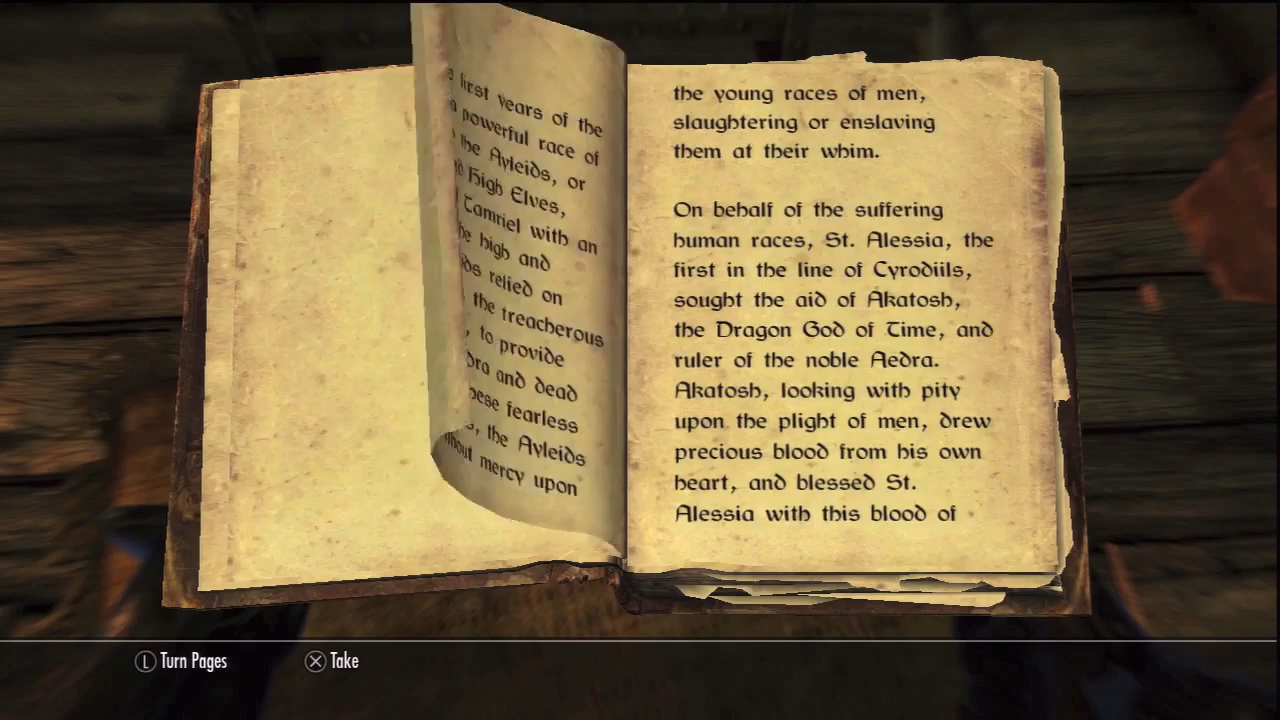 first years of the
powerful race of
the Ayleids, or
High Elves,
Tamriel with an
high and
relied on
the treacherous
, to provide
and dead
fearless
, the Ayleids
mercy upon
the young races of men,
slaughtering or enslaving
them at their whim.
On behalf of the suffering
human races, St. Alessia, the
first in the line of Cyrodiils,
sought the aid of Akatosh,
the Dragon God of Time, and
ruler of the noble Aedra.
Akatosh, looking with pity
upon the plight of men, drew
precious blood from his own
heart, and blessed St.
Alessia with this blood of
L Turn Pages
X Take